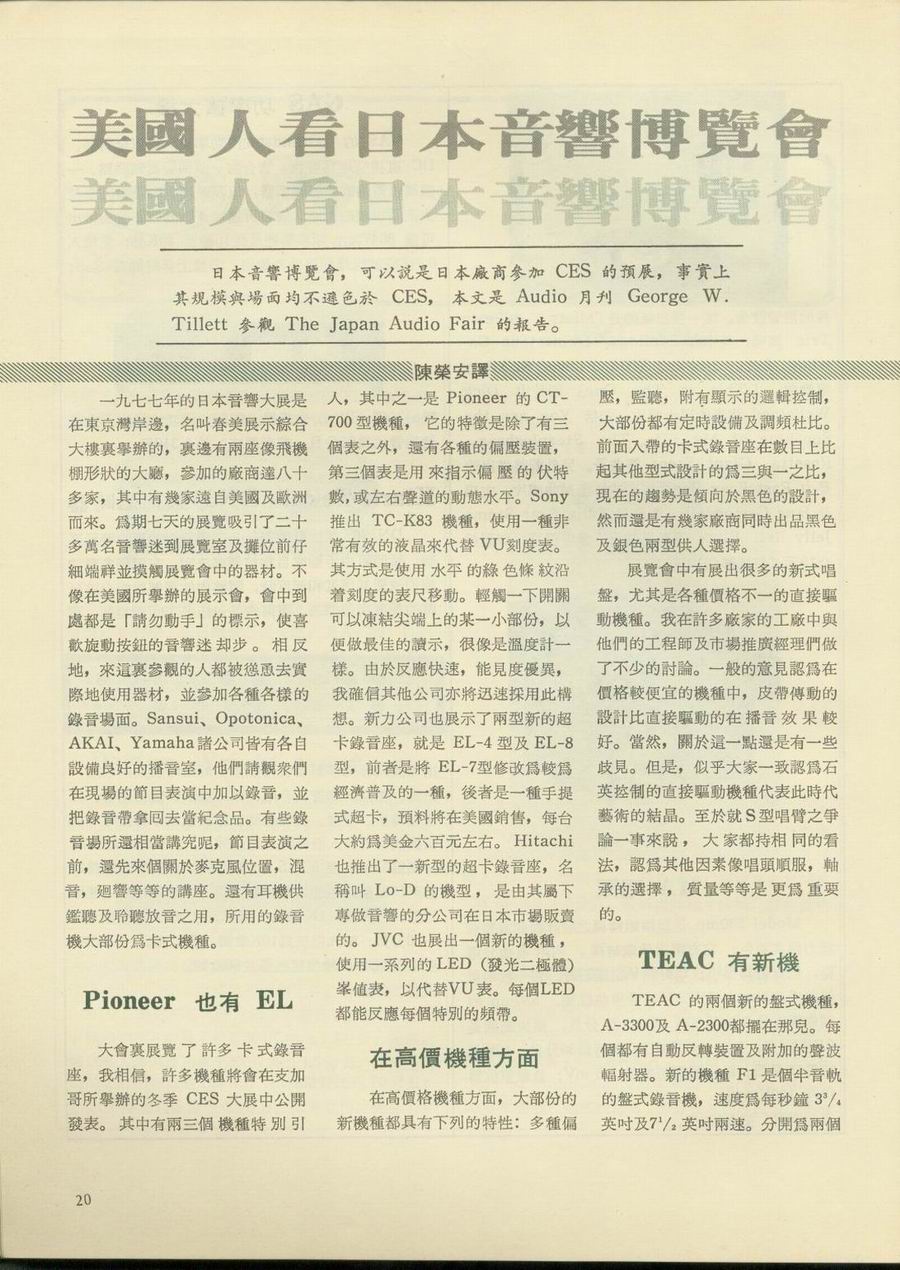 美國人看日本音響博覽會
美國人看日本音響博覽會
日本音響博覽會，可以説是日本廠商參加 CES 的預展，事實上
其規模與場面均不遜色於 CES，本文是 Audio 月刊 George W.
Tillett 參觀 The Japan Audio Fair 的報告。
陳榮安譯
一九七七年的日本音響大展是
在東京灣岸邊，名叫春美展示綜合
大樓裏舉辦的，裏邊有兩座像飛機
棚形狀的大廳，參加的廠商達八十
多家，其中有幾家遠自美國及歐洲
而來。爲期七天的展覽吸引了二十
多萬名音響迷到展覽室及攤位前仔
細端祥並摸觸展覽會中的器材。不
像在美國所舉辦的展示會，會中到
處都是「請勿動手」的標示，使喜
歡旋動按鈕的音響迷却步。相反
地，來這裏參觀的人都被慫恿去實
際地使用器材，並參加各種各樣的
錄音場面。Sansui、Opotonica、
AKAI、Yamaha諸公司皆有各自
設備良好的播音室，他們請觀衆們
在現場的節目表演中加以錄音，並
把錄音帶拿回去當紀念品。有些錄
音場所還相當講究呢，節目表演之
前，還先來個關於麥克風位置，混
音，廻響等等的講座。還有耳機供
鑑聽及聆聽放音之用，所用的錄音
機大部份爲卡式機種。
Pioneer 也有 EL
大會裏展覽了許多卡式錄音
座，我相信，許多機種將會在支加
哥所舉辦的冬季 CES 大展中公開
發表。其中有兩三個機種特別引
人，其中之一是 Pioneer 的 CT-
700 型機種，它的特徵是除了有三
個表之外，還有各種的偏壓裝置，
第三個表是用來指示偏壓的伏特
數，或左右聲道的動態水平。Sony
推出 TC-K83 機種，使用一種非
常有效的液晶來代替 VU刻度表。
其方式是使用水平的綠色條紋沿
着刻度的表尺移動。輕觸一下開關
可以凍結尖端上的某一小部份，以
便做最佳的讀示，很像是溫度計一
樣。由於反應快速，能見度優異，
我確信其他公司亦將迅速採用此構
想。新力公司也展示了兩型新的超
卡錄音座，就是 EL-4 型及 EL-8
型，前者是將 EL-7型修改爲較爲
經濟普及的一種，後者是一種手提
式超卡，預料將在美國銷售，每台
大約爲美金六百元左右。Hitachi
也推出了一新型的超卡錄音座，名
稱叫 Lo-D 的機型，是由其屬下
專做音響的分公司在日本市場販賣
的。JVC 也展出一個新的機種，
使用一系列的 LED（發光二極體）
峯値表，以代替VU表。每個LED
都能反應每個特別的頻帶。
在高價機種方面
在高價格機種方面，大部份的
新機種都具有下列的特性：多種偏
壓，監聽，附有顯示的邏輯控制，
大部份都有定時設備及調頻杜比。
前面入帶的卡式錄音座在數目上比
起其他型式設計的爲三與一之比，
現在的趨勢是傾向於黑色的設計，
然而還是有幾家廠商同時出品黑色
及銀色兩型供人選擇。
展覽會中有展出很多的新式唱
盤，尤其是各種價格不一的直接驅
動機種。我在許多廠家的工廠中與
他們的工程師及市場推廣經理們做
了不少的討論。一般的意見認爲在
價格較便宜的機種中，皮帶傳動的
設計比直接驅動的在播音效果較
好。當然，關於這一點還是有一些
歧見。但是，似乎大家一致認爲石
英控制的直接驅動機種代表此時代
藝術的結晶。至於就S型唱臂之爭
論一事來說，大家都持相同的看
法，認爲其他因素像唱頭順服，軸
承的選擇，質量等等是更爲重要
的。
TEAC 有新機
TEAC 的兩個新的盤式機種，
A-3300及 A-2300都擺在那兒。每
個都有自動反轉裝置及附加的聲波
輻射器。新的機種 F1 是個半音軌
的盤式錄音機，速度爲每秒鐘 3³/₄
英吋及7¹/₂ 英吋兩速。分開爲兩個
20